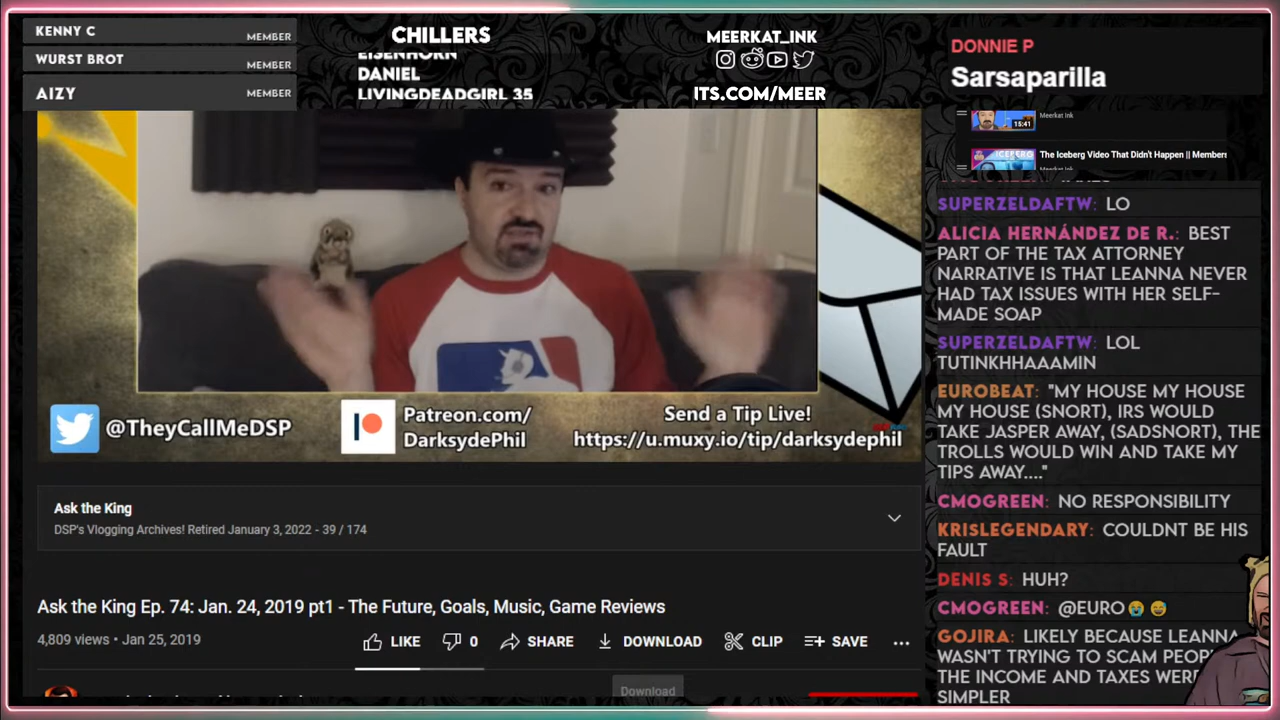 KENNY C
MEMBER
WURST BROT
MEMBER
AIZY
MEMBER
CHILLERS
EISENHORN
DANIEL
LIVINGDEADGIRL 35
MEERKAT_INK
ITS.COM/MEER
DONNIE P
Sarsaparilla
15:41
Meerkat Ink
ICEBERG
The Iceberg Video That Didn't Happen || Members
Meerkat Ink
SUPERZELDAFTW: LO
ALICIA HERNÁNDEZ DE R.: BEST
PART OF THE TAX ATTORNEY
NARRATIVE IS THAT LEANNA NEVER
HAD TAX ISSUES WITH HER SELF-
MADE SOAP
SUPERZELDAFTW: LOL
TUTINKHHAAAMIN
EUROBEAT: "MY HOUSE MY HOUSE
MY HOUSE (SNORT), IRS WOULD
TAKE JASPER AWAY, (SADSNORT), THE
TROLLS WOULD WIN AND TAKE MY
TIPS AWAY...."
CMOGREEN: NO RESPONSIBILITY
KRISLEGENDARY: COULDNT BE HIS
FAULT
DENIS S: HUH?
CMOGREEN: @EURO😭😅
GOJIRA: LIKELY BECAUSE LEANNA
WASN'T TRYING TO SCAM
THE INCOME AND TAXES
SIMPLER
@TheyCallMeDSP
Patreon.com/
DarksydePhil
Send a Tip Live!
https://u.muxy.io/tip/darksydephil
Ask the King
DSP's Vlogging Archives! Retired January 3, 2022 - 39 / 174
Ask the King Ep. 74: Jan. 24, 2019 pt1 - The Future, Goals, Music, Game Reviews
4,809 views • Jan 25, 2019
LIKE
0
SHARE
DOWNLOAD
CLIP
SAVE
Download